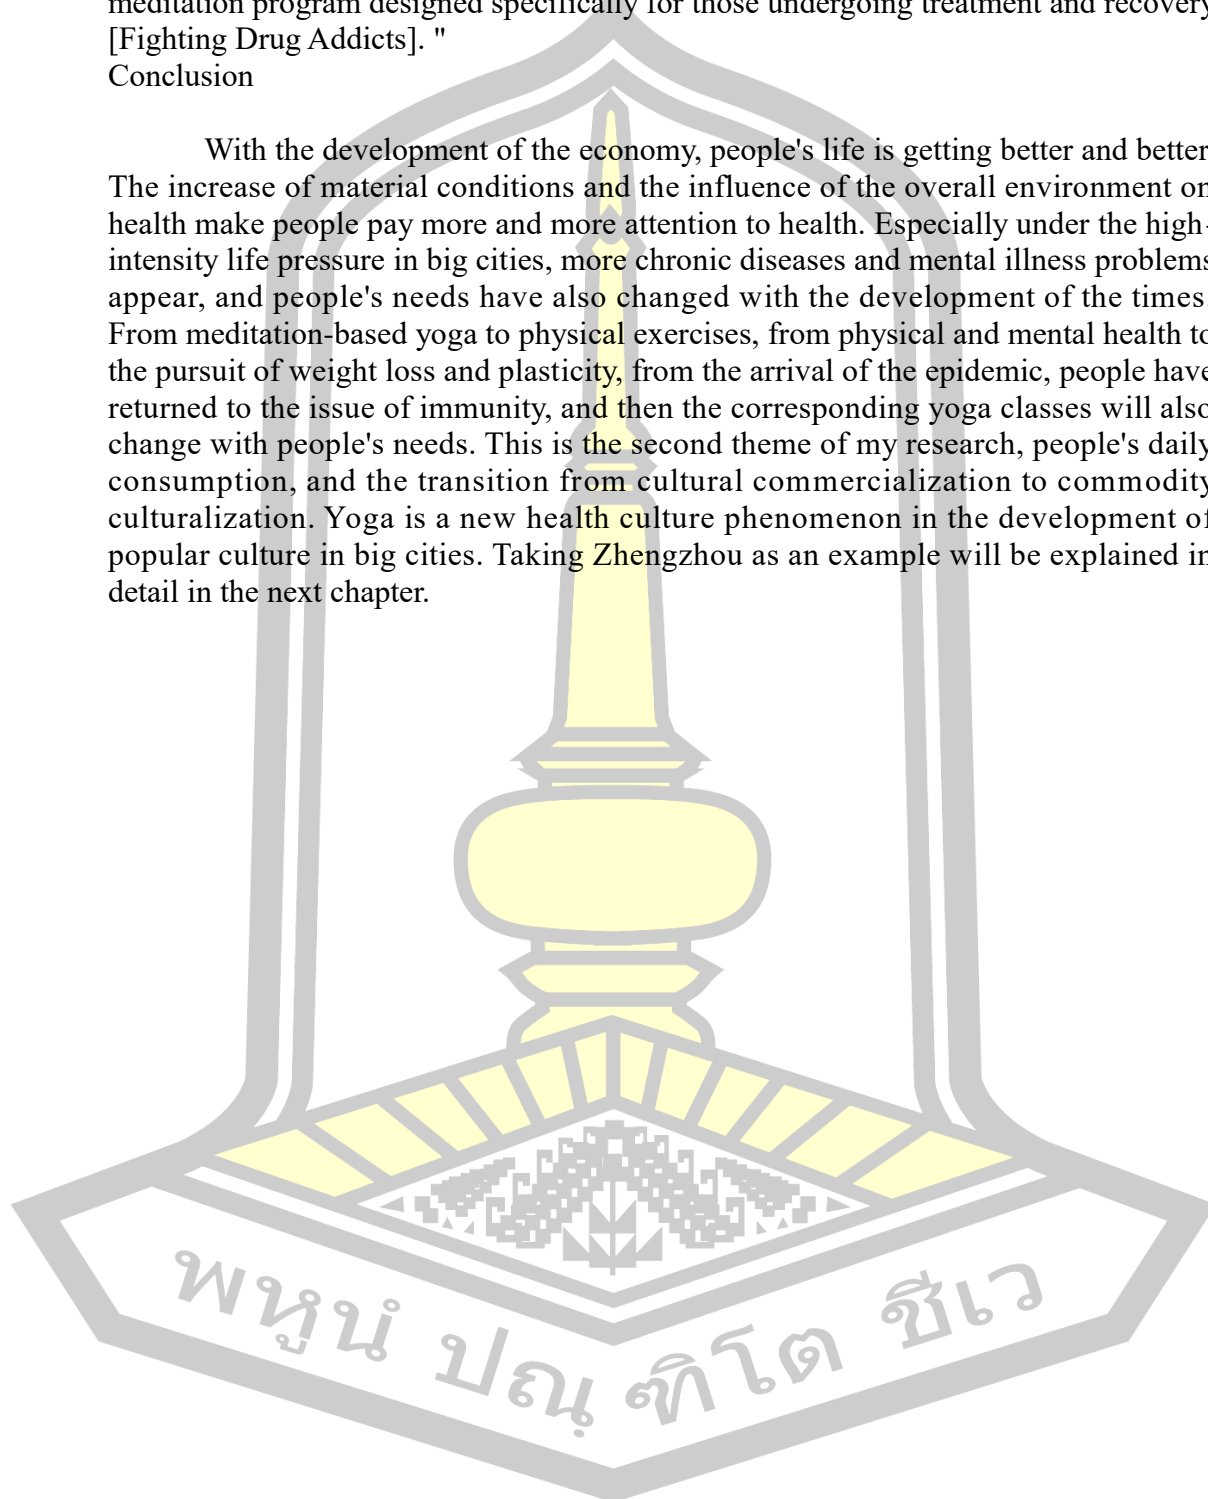 meditation program designed specifically for those undergoing treatment and recovery
[Fighting Drug Addicts]. "
Conclusion
With the development of the economy, people's life is getting better and better
The increase of material conditions and the influence of the overall environment on
health make people pay more and more attention to health. Especially under the high-
intensity life pressure in big cities, more chronic diseases and mental illness problems
appear, and people's needs have also changed with the development of the times.
From meditation-based yoga to physical exercises, from physical and mental health to
the pursuit of weight loss and plasticity, from the arrival of the epidemic, people have
returned to the issue of immunity, and then the corresponding yoga classes will also
change with people's needs. This is the second theme of my research, people's daily
consumption, and the transition from cultural commercialization to commodity
culturalization. Yoga is a new health culture phenomenon in the development of
popular culture in big cities. Taking Zhengzhou as an example will be explained in
detail in the next chapter.
พหูนํ ปณฺฑิโต ชีเว